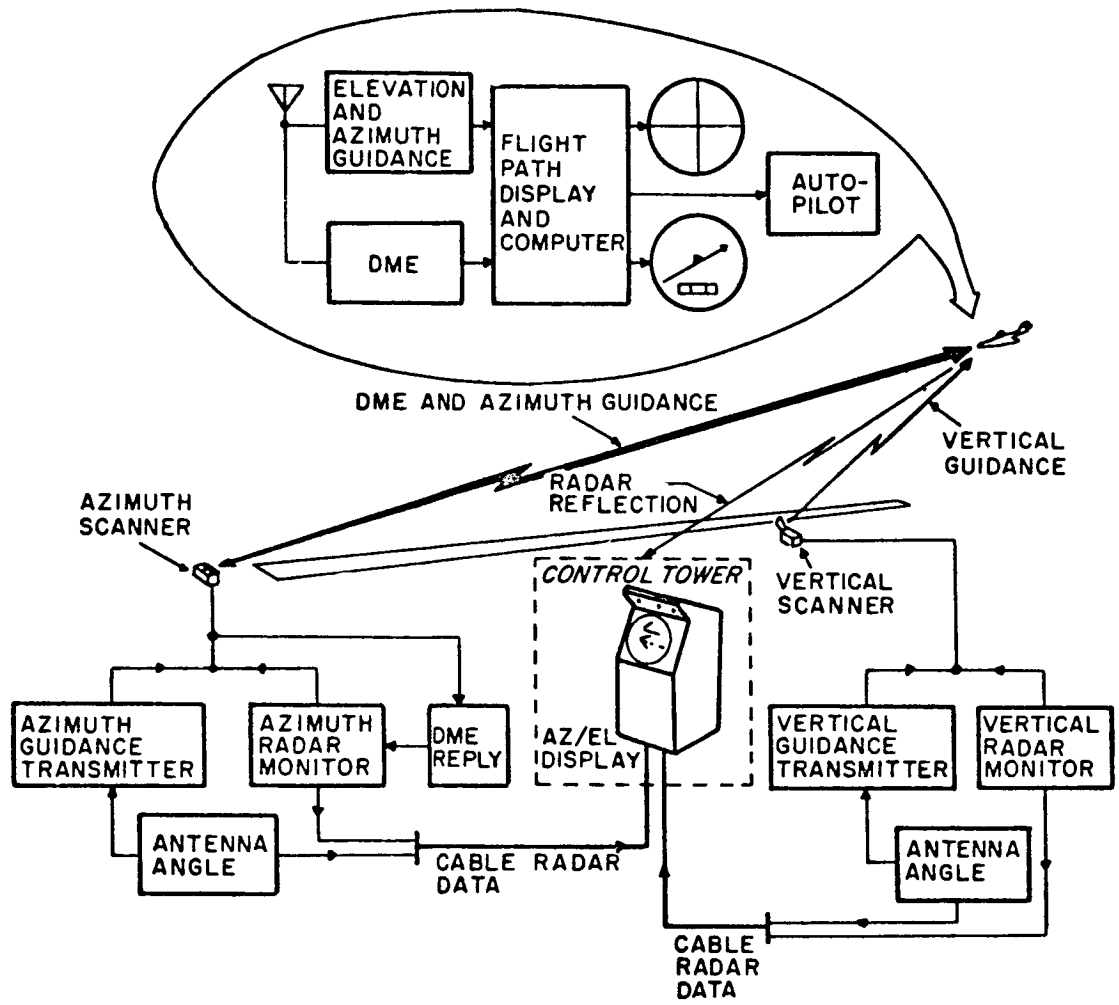 ELEVATION
AND
AZIMUTH
GUIDANCE
FLIGHT
PATH
DISPLAY
AND
COMPUTER
AUTO-
PILOT
DME
DME AND AZIMUTH GUIDANCE
VERTICAL
GUIDANCE
RADAR
REFLECTION
AZIMUTH
SCANNER
CONTROL TOWER
VERTICAL
SCANNER
AZIMUTH
GUIDANCE
TRANSMITTER
AZIMUTH
RADAR
MONITOR
DME
REPLY
AZ/EL
DISPLAY
VERTICAL
GUIDANCE
TRANSMITTER
VERTICAL
RADAR
MONITOR
ANTENNA
ANGLE
CABLE RADAR
DATA
ANTENNA
ANGLE
CABLE
RADAR
DATA